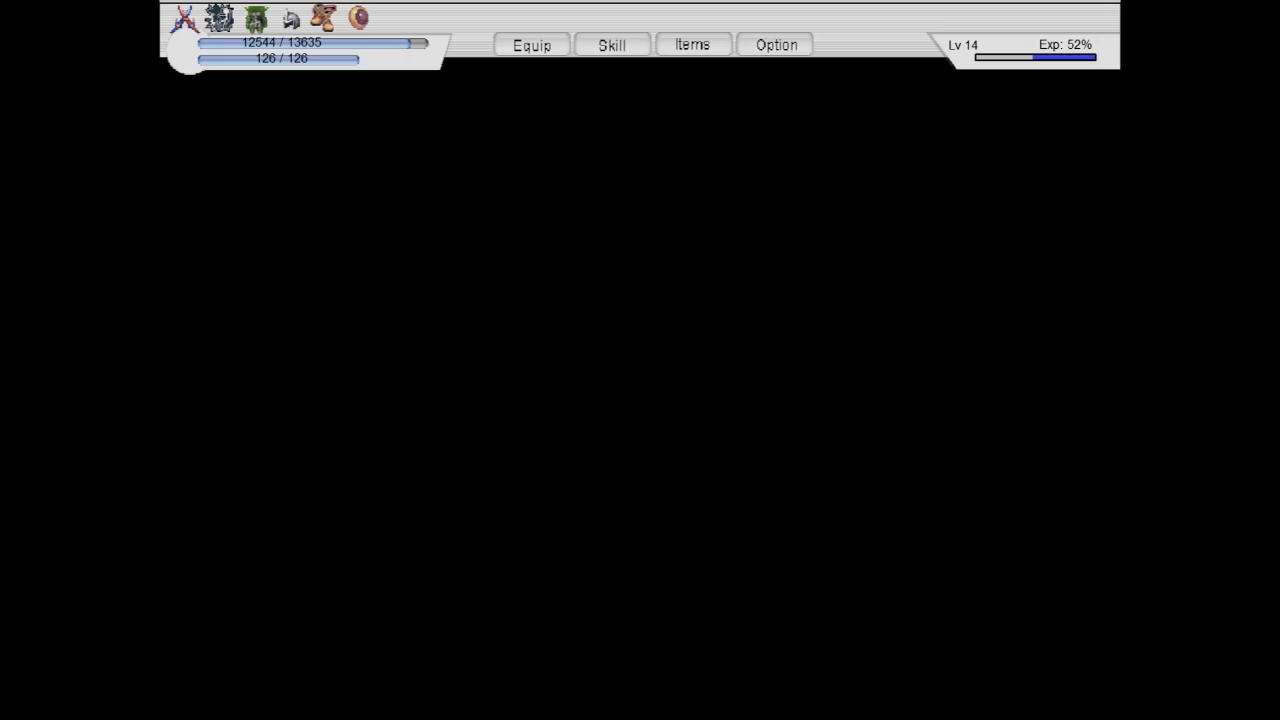 12544 / 13635
126 / 126
Equip
Skill
Items
Option
Lv 14
Exp: 52%